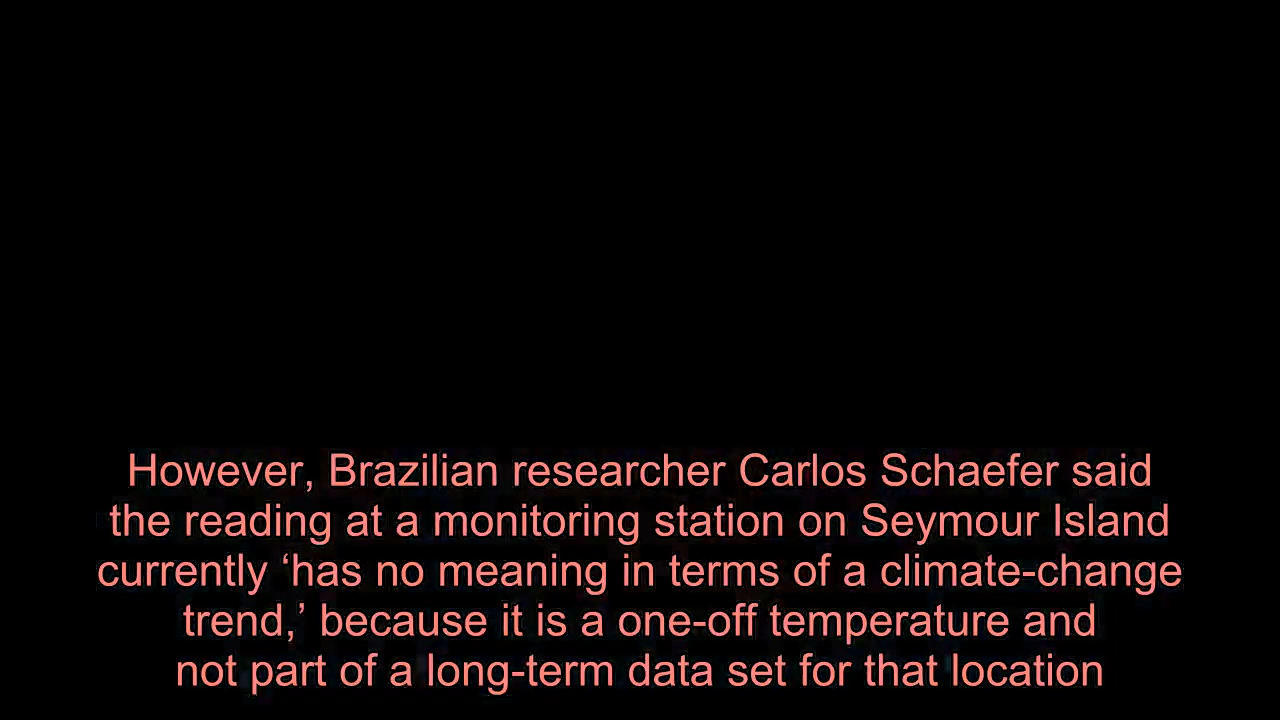 However, Brazilian researcher Carlos Schaefer said
the reading at a monitoring station on Seymour Island
currently ‘has no meaning in terms of a climate-change
trend,’ because it is a one-off temperature and
not part of a long-term data set for that location